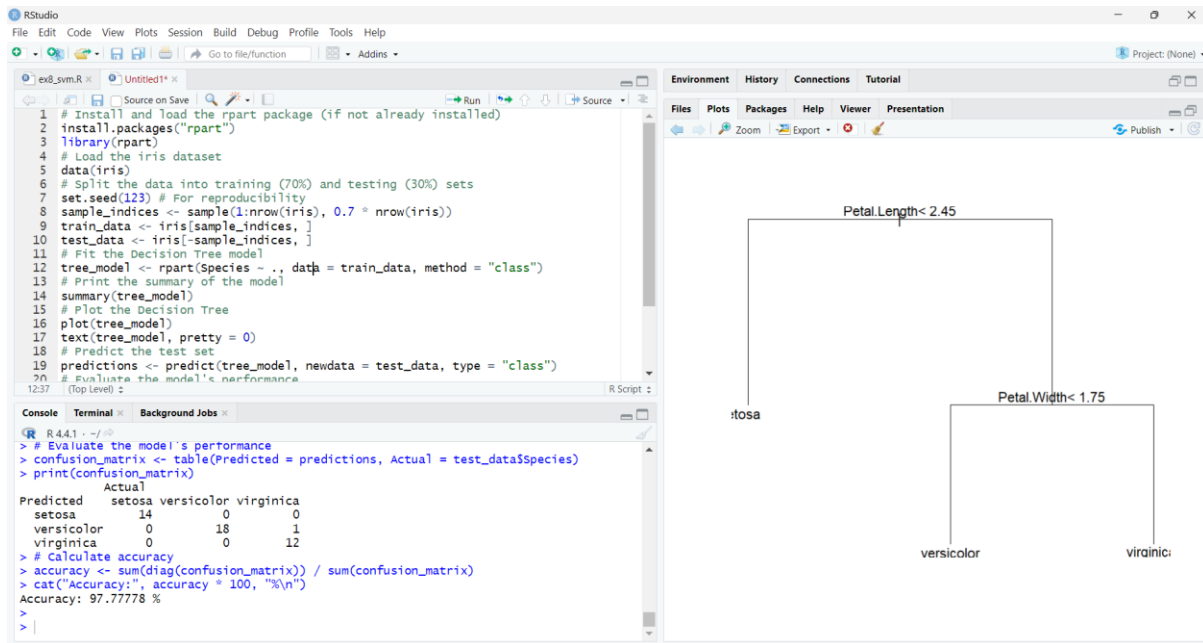 RStudio
File Edit Code View Plots Session Build Debug Profile Tools Help
Go to file/function
Addins
Project: (None)
ex8_svm.R
Untitled1*
Source on Save
Run
Source
1 # Install and load the rpart package (if not already installed)
2 install.packages("rpart")
3 library(rpart)
4 # Load the iris dataset
5 data(iris)
6 # Split the data into training (70%) and testing (30%) sets
7 set.seed(123) # For reproducibility
8 sample_indices <- sample(1:nrow(iris), 0.7 * nrow(iris))
9 train_data <- iris[sample_indices, ]
10 test_data <- iris[-sample_indices, ]
11 # Fit the Decision Tree model
12 tree_model <- rpart(Species ~ ., data = train_data, method = "class")
13 # Print the summary of the model
14 summary(tree_model)
15 # Plot the Decision Tree
16 plot(tree_model)
17 text(tree_model, pretty = 0)
18 # Predict the test set
19 predictions <- predict(tree_model, newdata = test_data, type = "class")
20 # Evaluate the model's performance
12:37 (Top Level) R Script
Console Terminal Background Jobs
R 4.4.1 · ~/
> # Evaluate the model's performance
> confusion_matrix <- table(Predicted = predictions, Actual = test_data$Species)
> print(confusion_matrix)
Actual
Predicted setosa versicolor virginica
setosa 14 0 0
versicolor 0 18 1
virginica 0 0 12
> # Calculate accuracy
> accuracy <- sum(diag(confusion_matrix)) / sum(confusion_matrix)
> cat("Accuracy:", accuracy * 100, "%\n")
Accuracy: 97.77778 %
>
>
Environment History Connections Tutorial
Files Plots Packages Help Viewer Presentation
Zoom Export Publish
Petal.Length< 2.45
Petal.Width< 1.75
etosa
versicolor
virginica